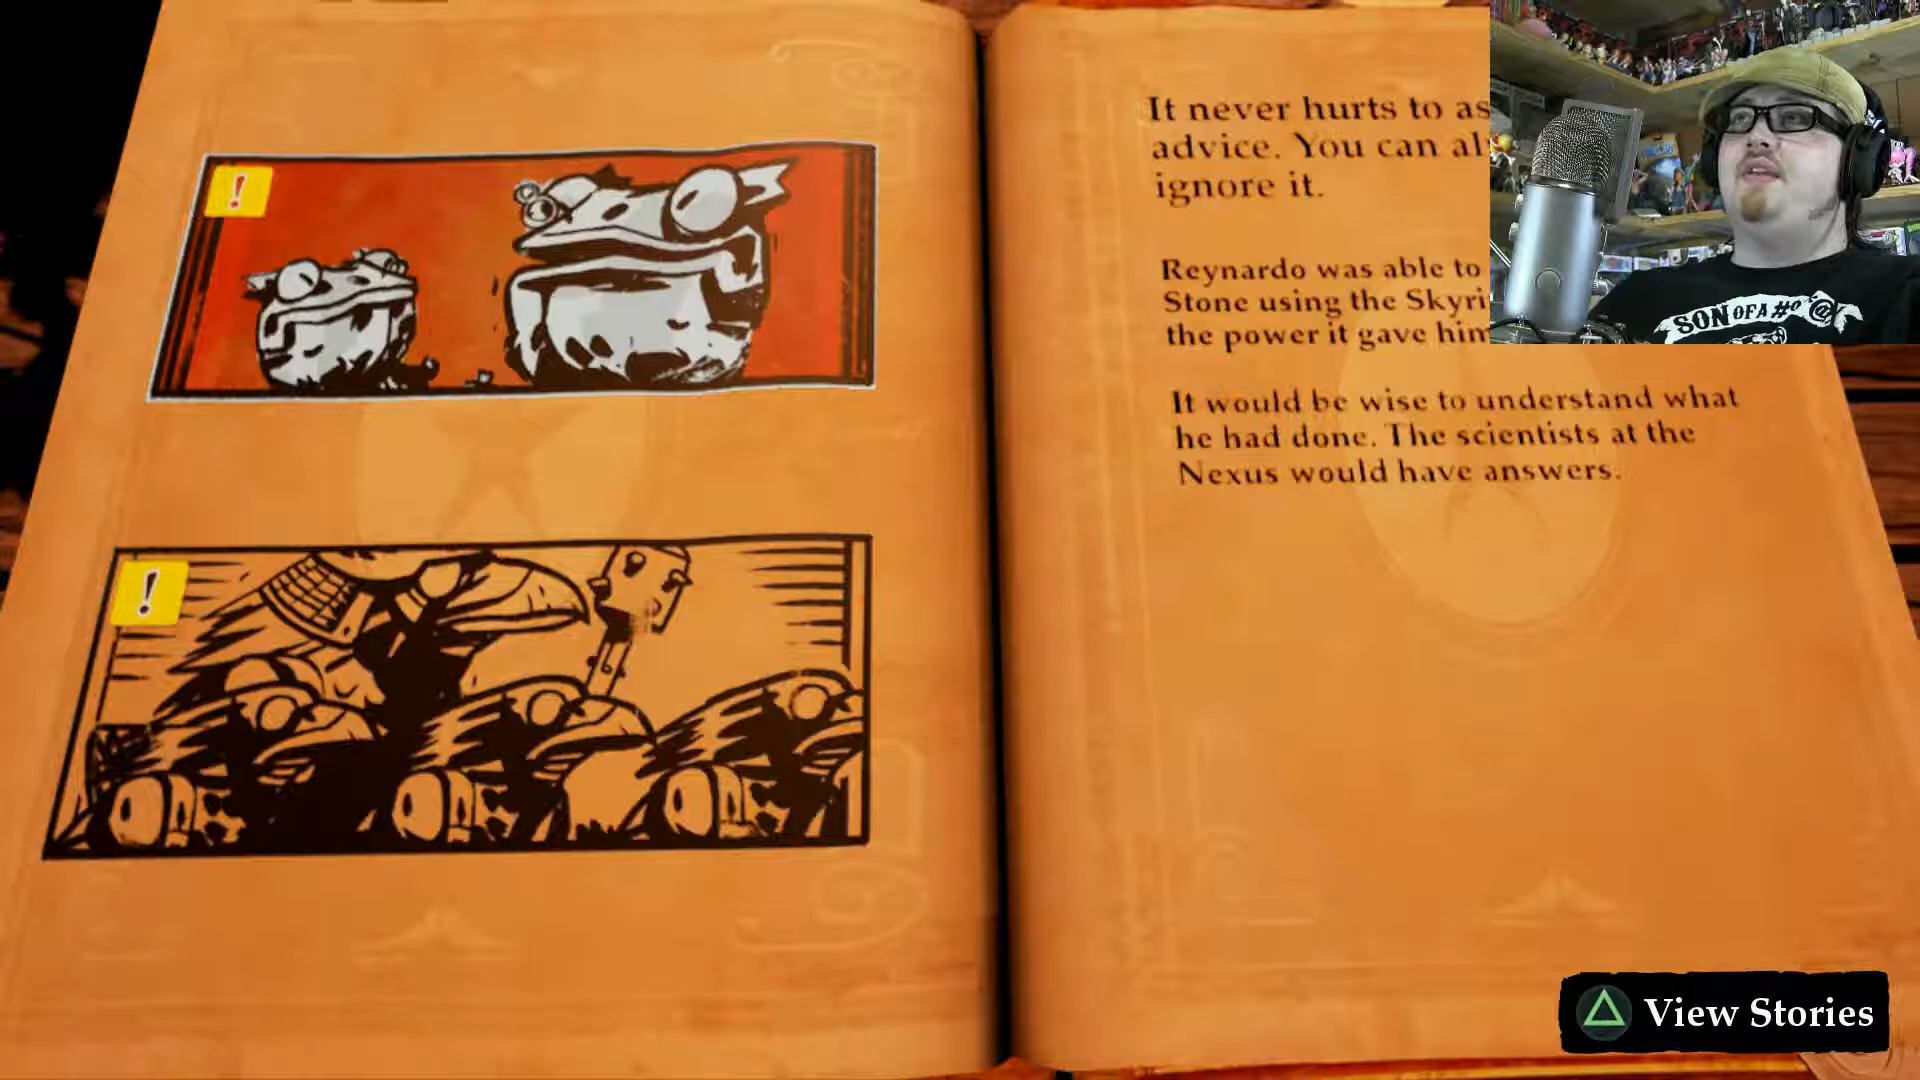 !
It never hurts to as
advice. You can al
ignore it.
Reynardo was able to
Stone using the Skyri
the power it gave him
It would be wise to understand what
he had done. The scientists at the
Nexus would have answers.
!
SON OF A #@
View Stories